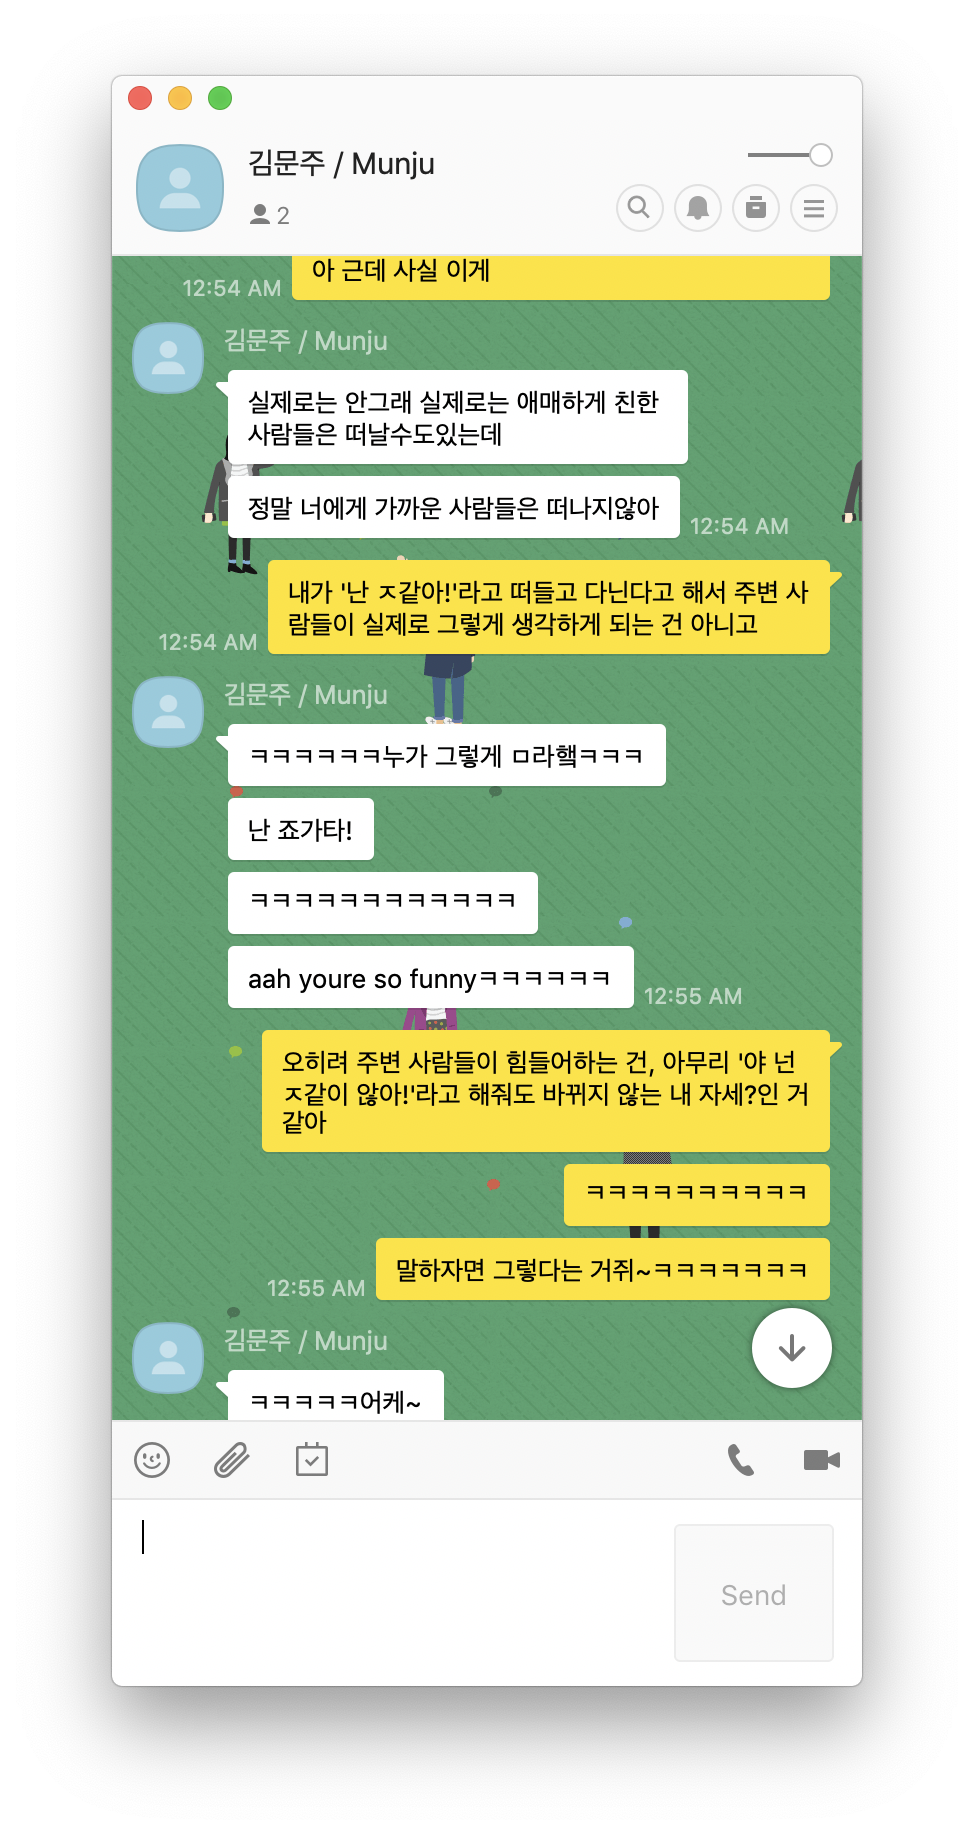 김문주 / Munju
2
아 근데 사실 이게
12:54 AM
김문주 / Munju
실제로는 안그래 실제로는 애매하게 친한
사람들은 떠날수도있는데
정말 너에게 가까운 사람들은 떠나지않아
12:54 AM
내가 '난 ㅈ같아!'라고 떠들고 다닌다고 해서 주변 사
람들이 실제로 그렇게 생각하게 되는 건 아니고
12:54 AM
김문주 / Munju
ㅋㅋㅋㅋㅋㅋ누가 그렇게 ㅁ라핵ㅋㅋㅋ
난 죠가타!
ㅋㅋㅋㅋㅋㅋㅋㅋㅋㅋㅋㅋ
aah youre so funnyㅋㅋㅋㅋㅋㅋ
12:55 AM
오히려 주변 사람들이 힘들어하는 건, 아무리 '야 넌
ㅈ같이 않아!'라고 해줘도 바뀌지 않는 내 자세?인 거
같아
ㅋㅋㅋㅋㅋㅋㅋㅋㅋㅋ
말하자면 그렇다는 거쥐~ㅋㅋㅋㅋㅋㅋㅋ
12:55 AM
김문주 / Munju
ㅋㅋㅋㅋㅋ어케~
Send